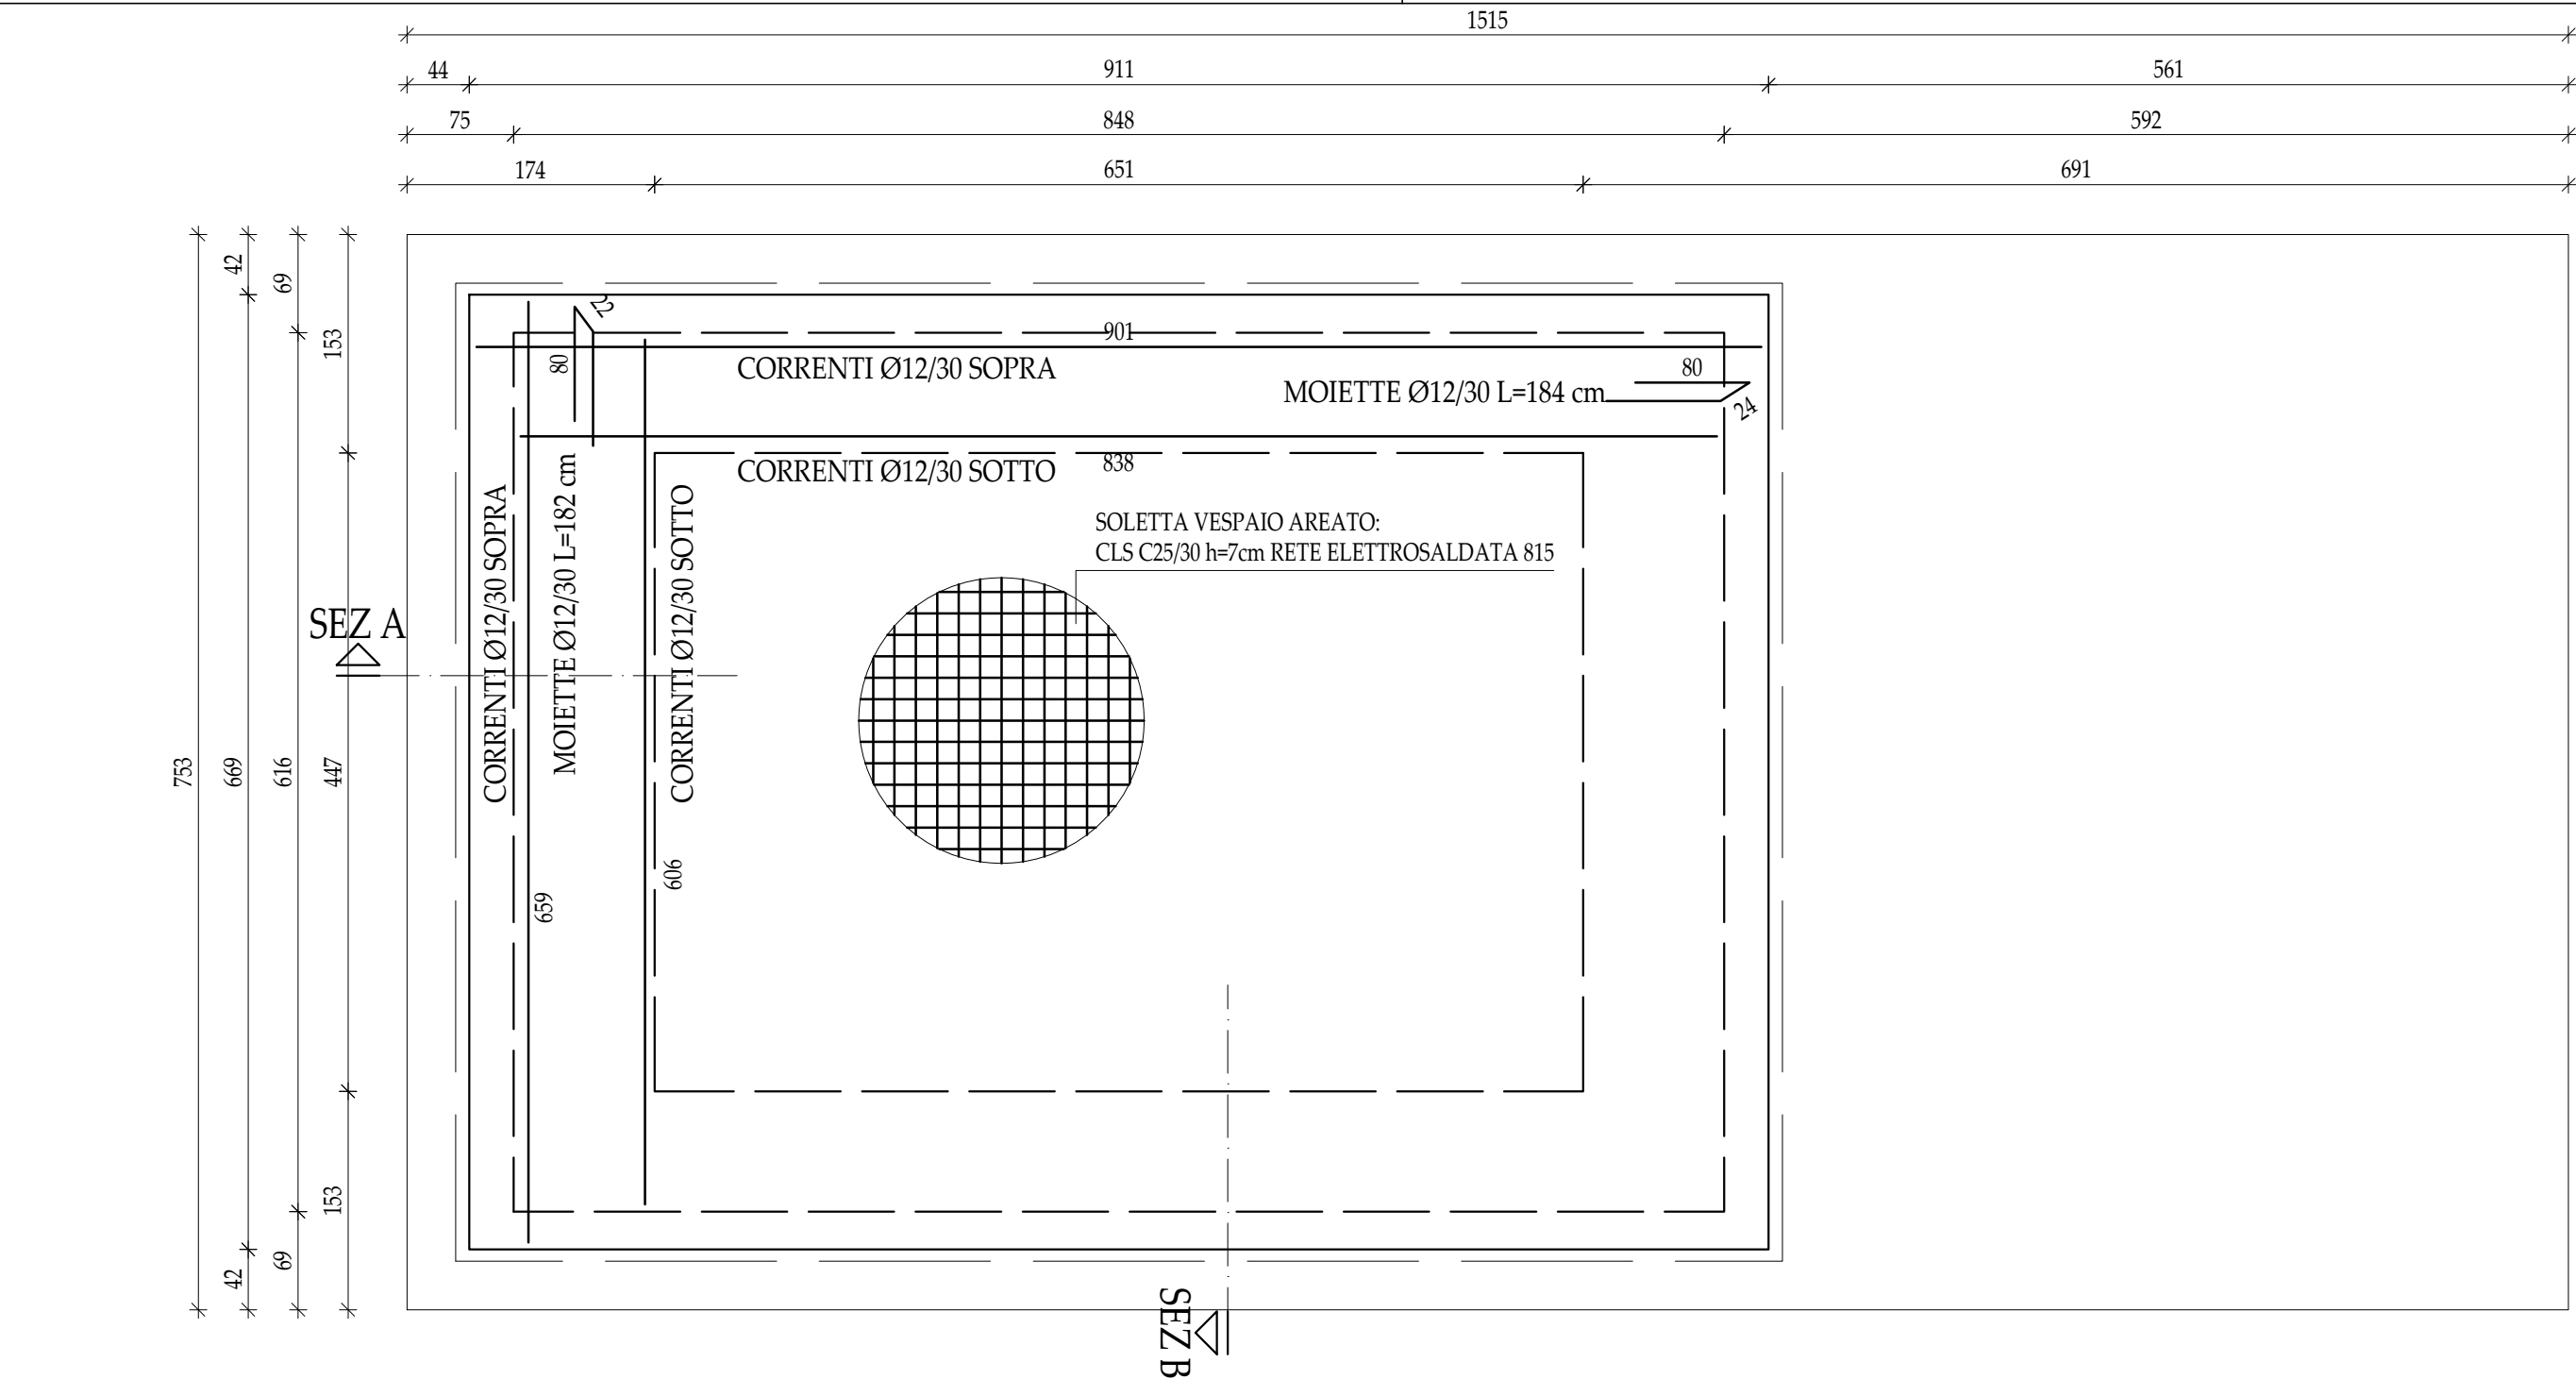 1515
44
911
561
75
848
592
174
651
691
42
69
153
22
80
901
CORRENTI Ø12/30 SOPRA
80
MOIETTE Ø12/30 L=184 cm
24
CORRENTI Ø12/30 SOTTO
838
SOLETTA VESPAIO AREATO:
CLS C25/30 h=7cm RETE ELETTROSALDATA 815
CORRENTI Ø12/30 SOPRA
MOIETTE Ø12/30 L=182 cm
CORRENTI Ø12/30 SOTTO
SEZ A
753
669
616
447
606
659
153
69
42
SEZ B